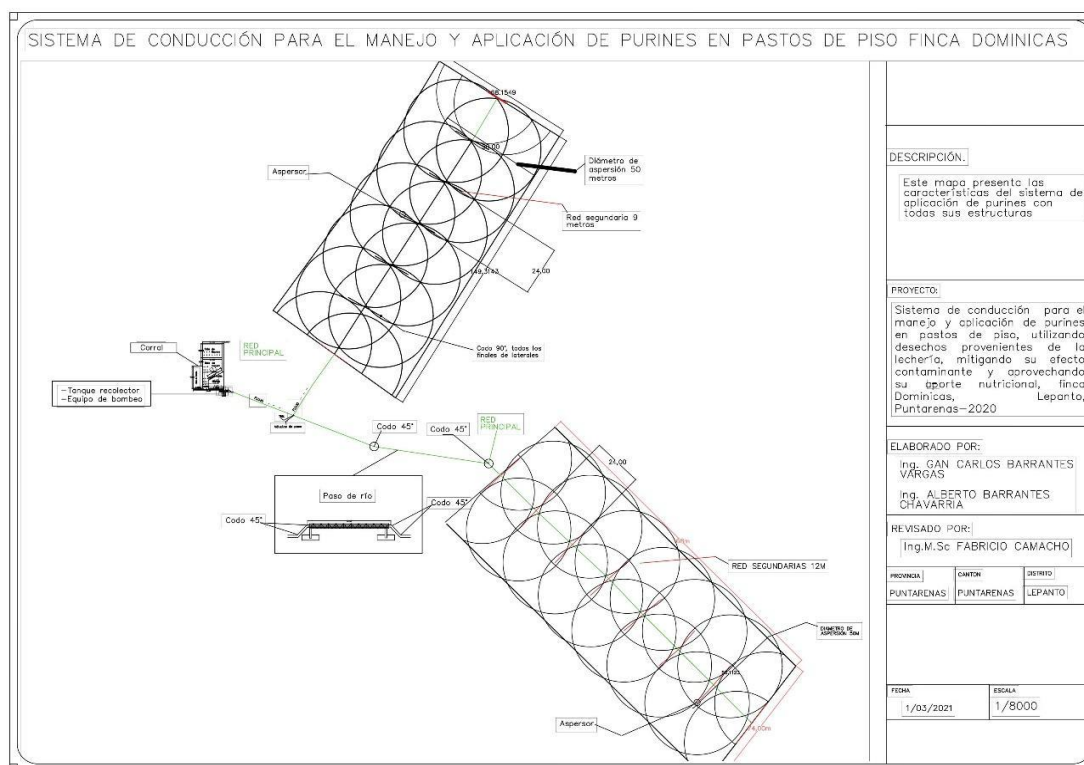 SISTEMA DE CONDUCCIÓN PARA EL MANEJO Y APLICACIÓN DE PURINES EN PASTOS DE PISO FINCA DOMINICAS
68,1549
30,00
Diámetro de
aspersión 50
metros
Aspersor
Red segundaria 9
metros
149,3143
24,00
Codo 90°, todos los
finales de laterales
Corral
RED
PRINCIPAL
-Tanque recolector
-Equipo de bombeo
Codo 45°
Codo 45°
RED
PRINCIPAL
Paso de río
Codo 45°
Codo 45°
24,00
RED SEGUNDARIAS 12M
DIAMETRO DE
ASPERSIÓN 50M
Aspersor
DESCRIPCIÓN.
Este mapa presenta las
características del sistema de
aplicación de purines con
todas sus estructuras
PROYECTO:
Sistema de conducción para el
manejo y aplicación de purines
en pastos de piso, utilizando
desechos provenientes de la
lechería, mitigando su efecto
contaminante y aprovechando
su aporte nutricional, finca
Dominicas, Lepanto,
Puntarenas-2020
ELABORADO POR:
Ing. GAN CARLOS BARRANTES
VARGAS
Ing. ALBERTO BARRANTES
CHAVARRIA
REVISADO POR:
Ing.M.Sc FABRICIO CAMACHO
PROVINCIA CANTON DISTRITO
PUNTARENAS PUNTARENAS LEPANTO
FECHA ESCALA
1/03/2021 1/8000